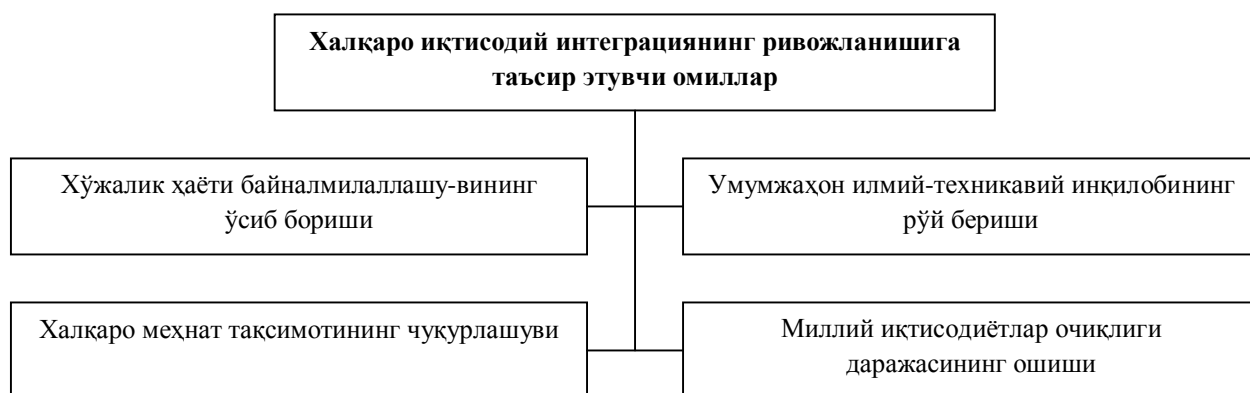 Халқаро иқтисодий интеграциянинг ривожланишига
таъсир этувчи омиллар
Хўжалик ҳаёти байналмилаллашу-вининг
ўсиб бориши
Умумжаҳон илмий-техникавий инқилобининг
рўй бериши
Халқаро меҳнат тақсимотининг чуқурлашуви
Миллий иқтисодиётлар очиқлиги
даражасининг ошиши